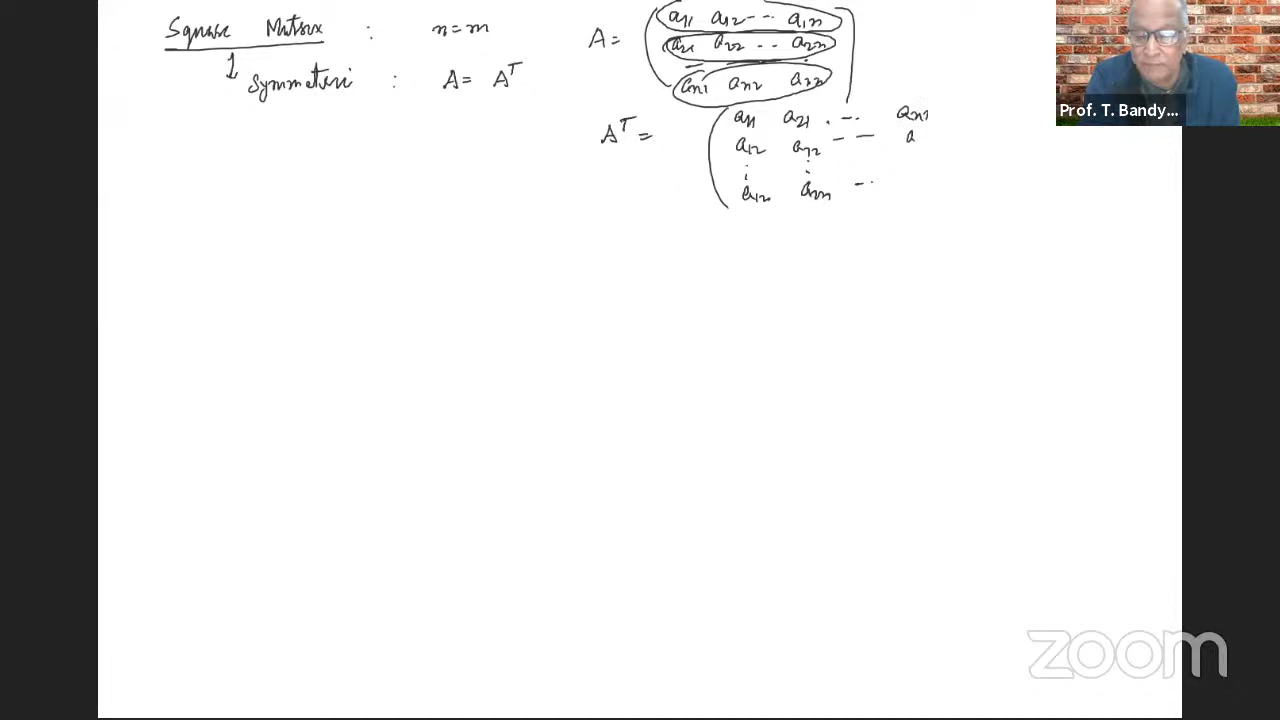 Square Matrix : n=m
Symmetric : A = A^T
A =
a11 a12 -- a1n
a21 a22 -- a2n
an1 an2 ann
A^T =
a11 a21 . -- an1
a12 a22 -- a
: :
a1n a2n --
Prof. T. Bandy...
zoom